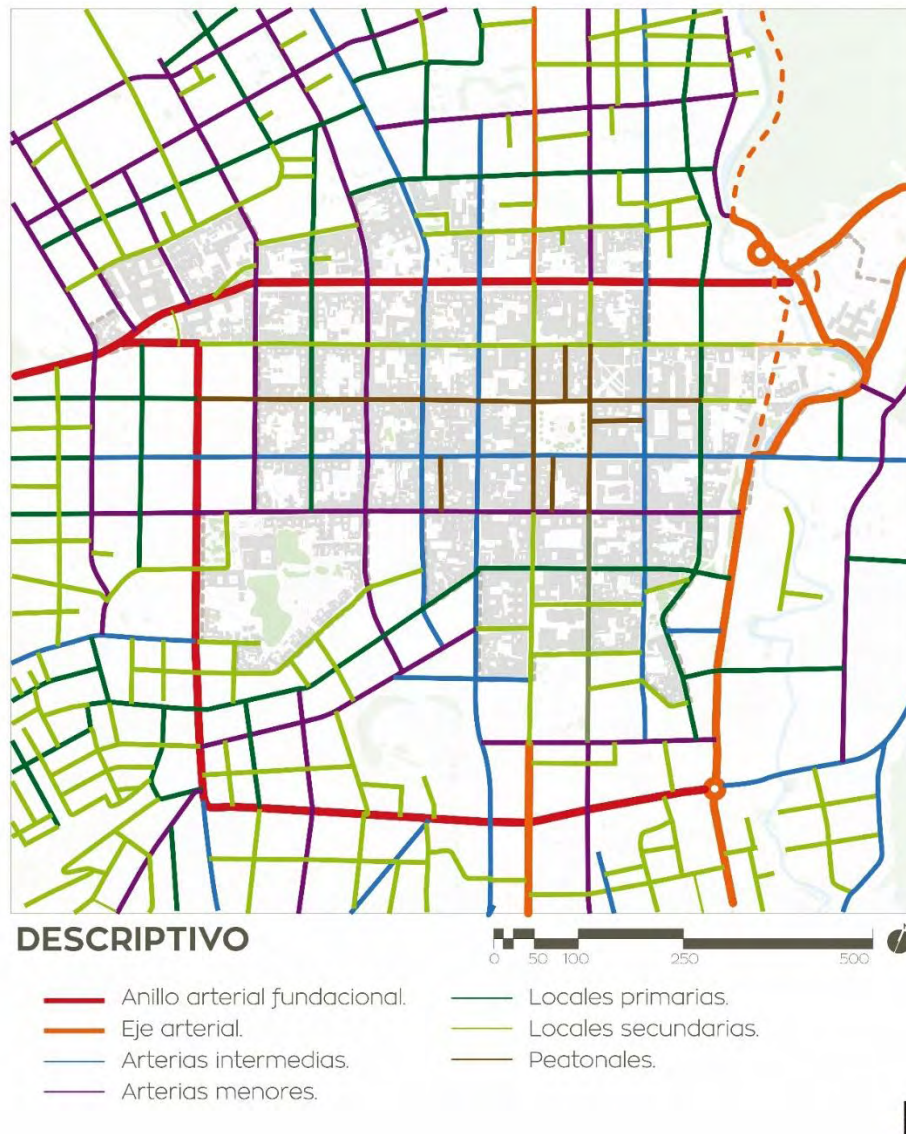 DESCRIPTIVO
0 50 100 250 500
Anillo arterial fundacional.
Eje arterial.
Arterias intermedias.
Arterias menores.
Locales primarias.
Locales secundarias.
Peatonales.